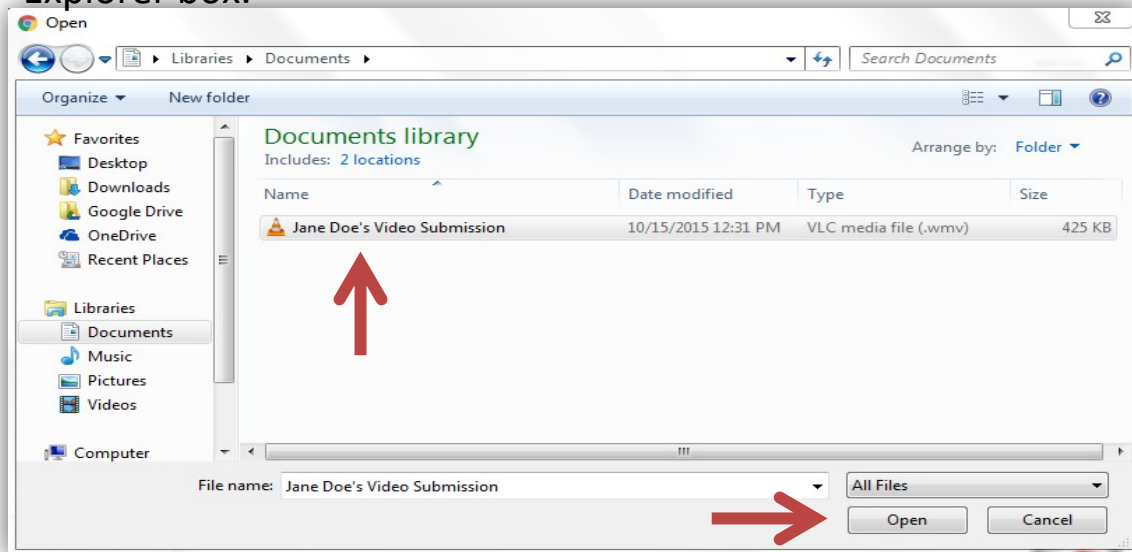 Explorer box.
Open
Libraries Documents
Search Documents
Organize New folder
Favorites
Desktop
Downloads
Google Drive
OneDrive
Recent Places
Libraries
Documents
Music
Pictures
Videos
Computer
Documents library
Includes: 2 locations
Arrange by: Folder
Name Date modified Type Size
Jane Doe's Video Submission 10/15/2015 12:31 PM VLC media file (.wmv) 425 KB
File name: Jane Doe's Video Submission All Files
Open Cancel